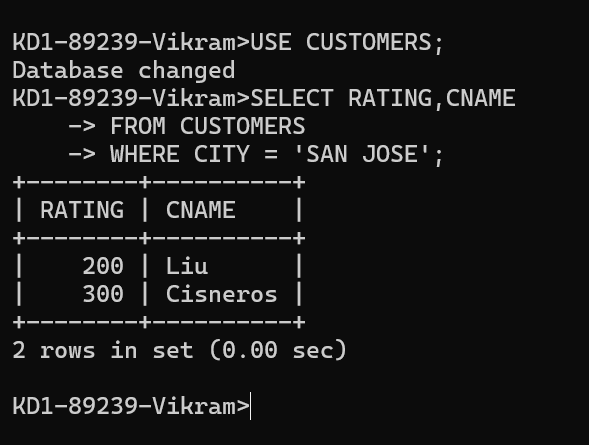 KD1-89239-Vikram>USE CUSTOMERS;
Database changed
KD1-89239-Vikram>SELECT RATING,CNAME
    -> FROM CUSTOMERS
    -> WHERE CITY = 'SAN JOSE';
+--------+----------+
| RATING | CNAME    |
+--------+----------+
|    200 | Liu      |
|    300 | Cisneros |
+--------+----------+
2 rows in set (0.00 sec)
KD1-89239-Vikram>